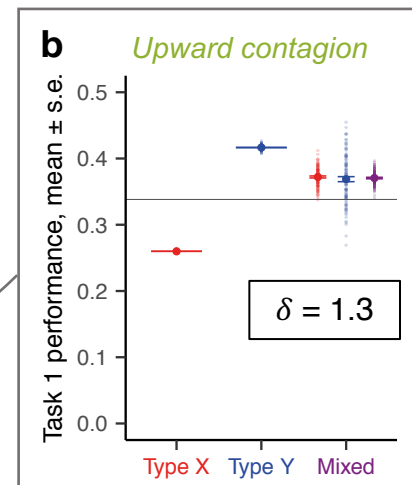 b
Upward contagion
Task 1 performance, mean ± s.e.
0.5
0.4
0.3
0.2
0.1
0.0
δ = 1.3
Type X Type Y Mixed